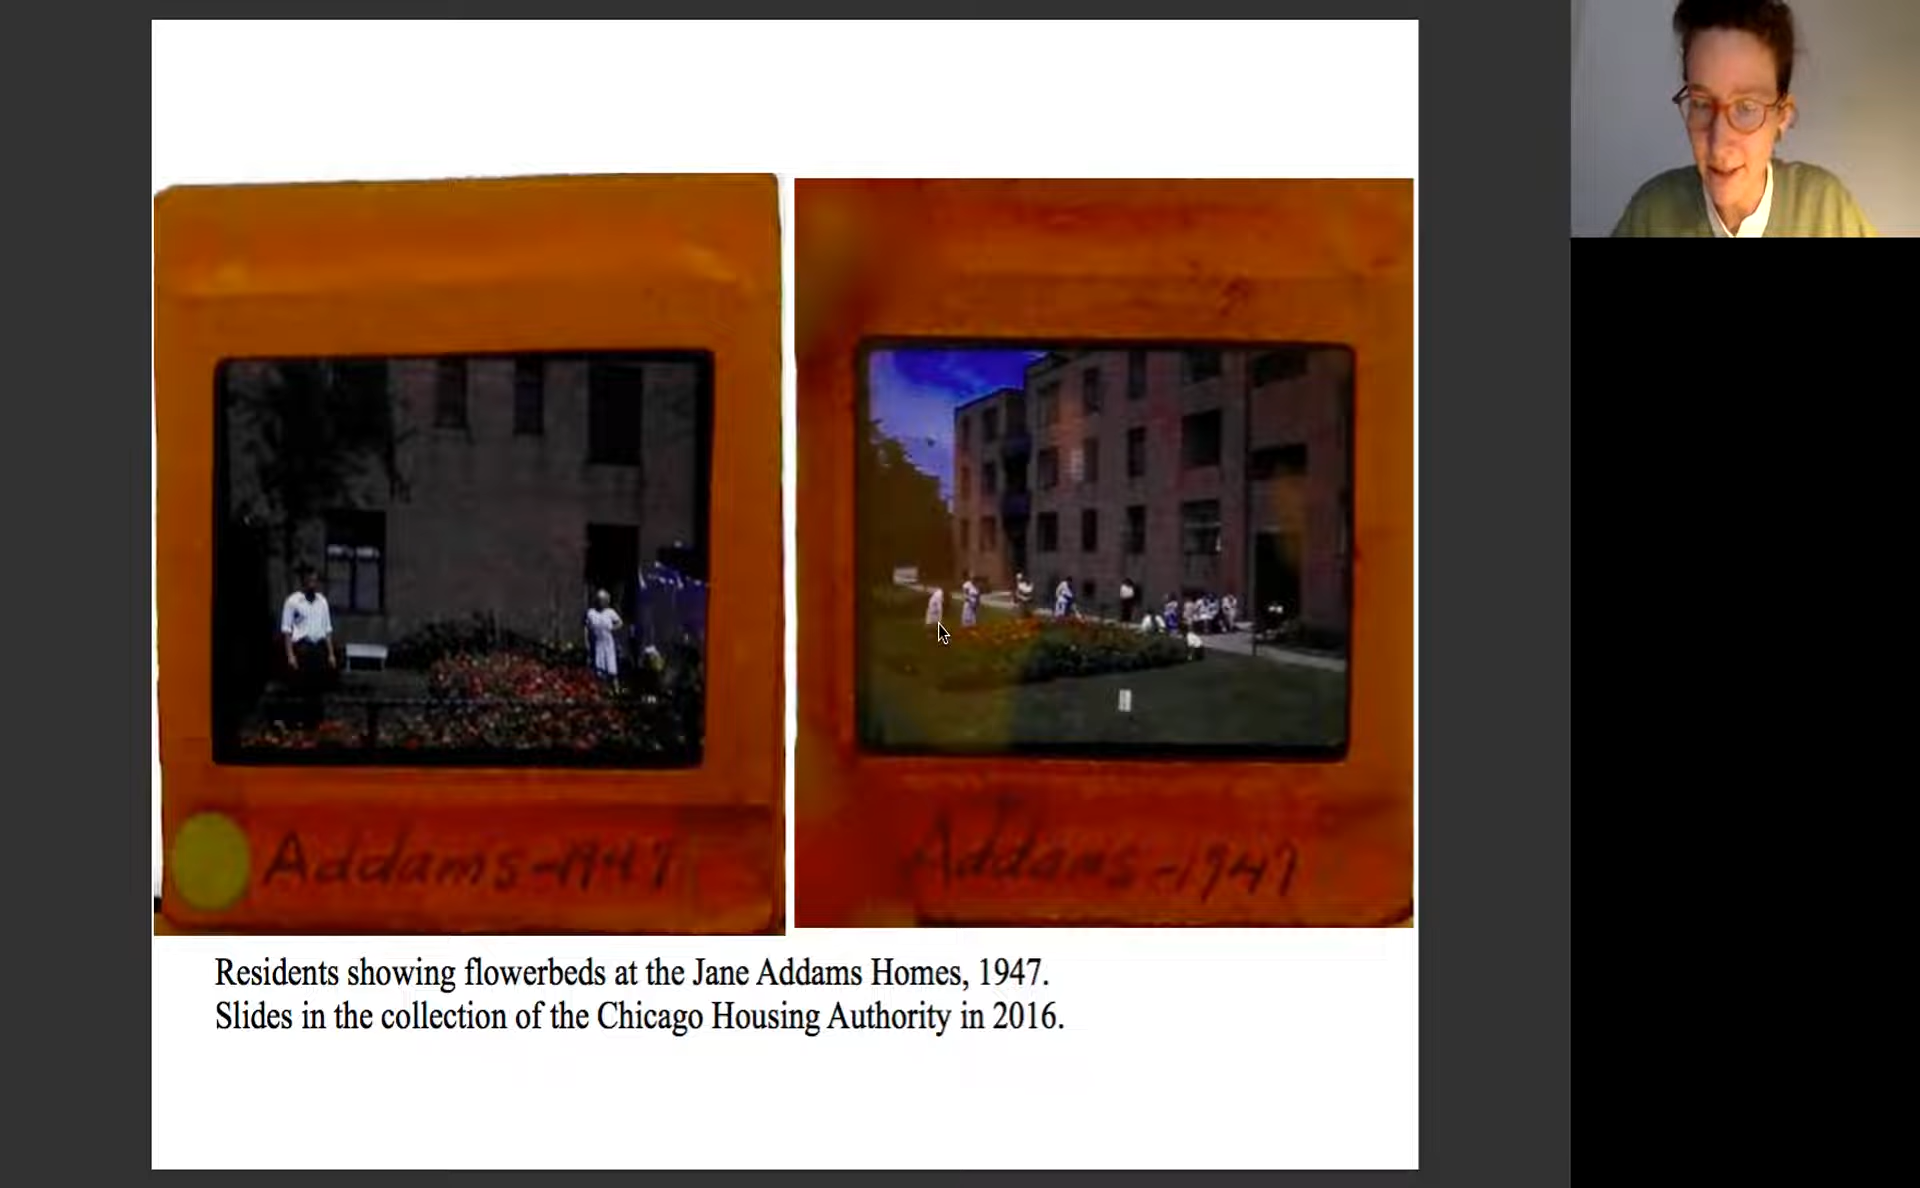 Addams-1947
Addams-1947
Residents showing flowerbeds at the Jane Addams Homes, 1947.
Slides in the collection of the Chicago Housing Authority in 2016.